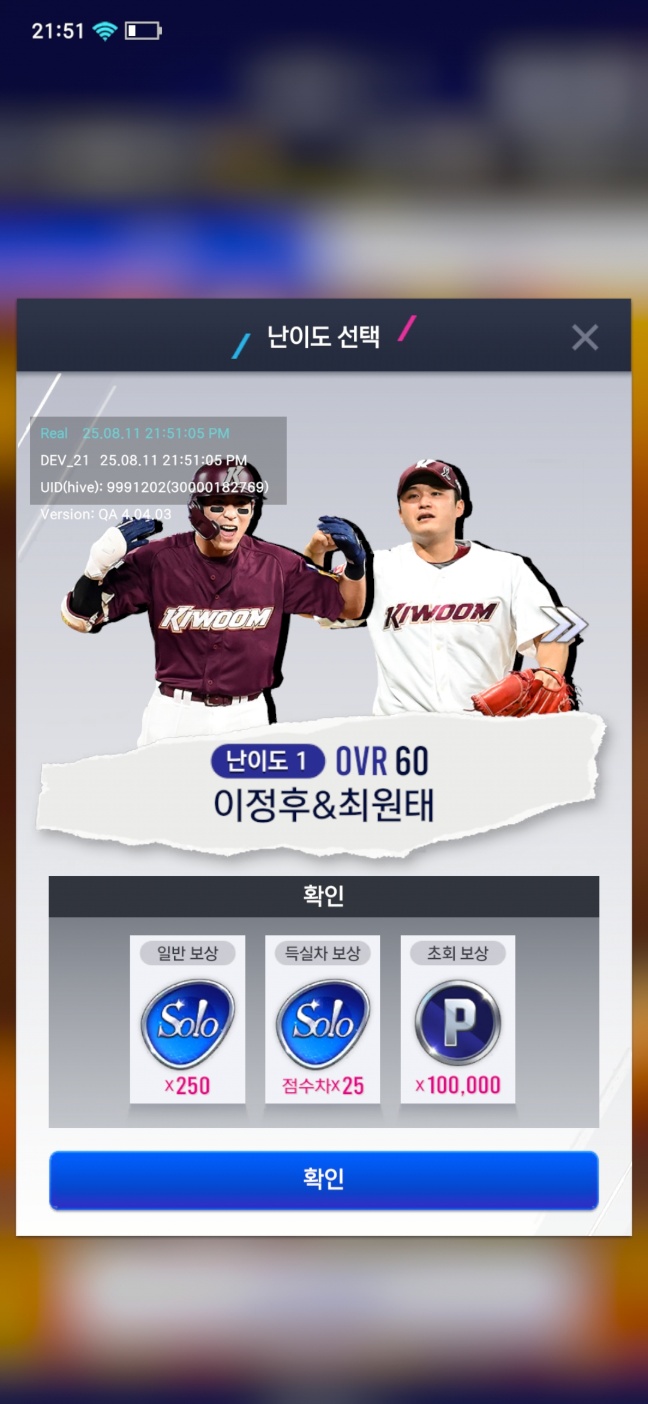 21:51
난이도 선택
Real 25.08.11 21:51:05 PM
DEV_21 25.08.11 21:51:05 PM
UID(hive): 9991202(30000182769)
Version: QA 4.04.03
K
K
KIWOOM
KIWOOM
난이도 1 OVR 60
이정후&최원태
확인
일반 보상 득실차 보상 초회 보상
Solo Solo P
x250 점수차x25 x100,000
확인